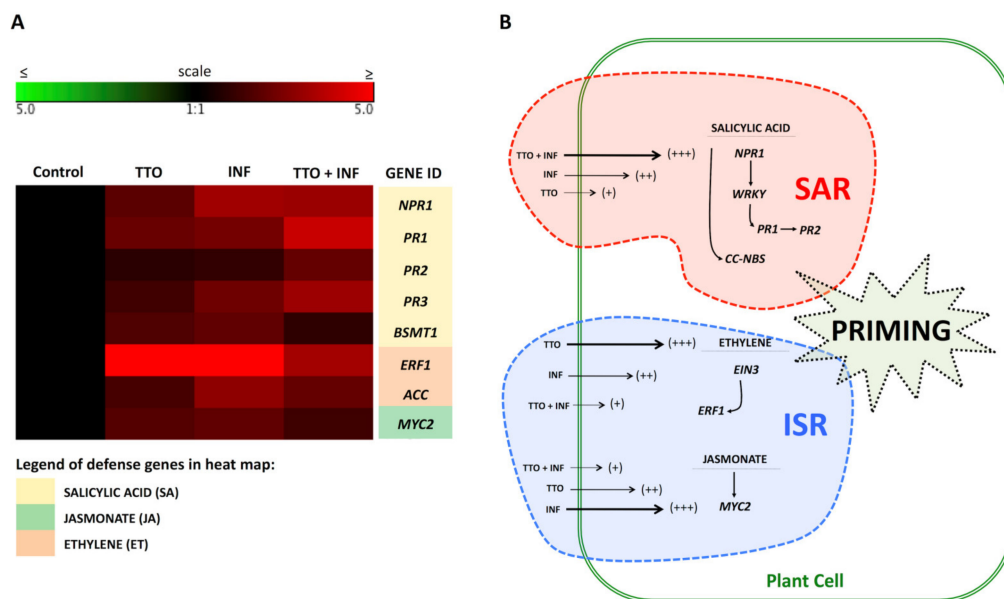 A
≤ scale ≥
5.0 1:1 5.0
Control TTO INF TTO + INF GENE ID
NPR1
PR1
PR2
PR3
BSMT1
ERF1
ACC
MYC2
Legend of defense genes in heat map:
SALICYLIC ACID (SA)
JASMONATE (JA)
ETHYLENE (ET)
B
SALICYLIC ACID
TTO + INF (+++)
INF (++)
TTO (+)
NPR1
WRKY
PR1 PR2
CC-NBS
SAR
PRIMING
TTO (+++)
INF (++)
TTO + INF (+)
ETHYLENE
EIN3
ERF1
ISR
TTO + INF (+)
TTO (++)
INF (+++)
JASMONATE
MYC2
Plant Cell